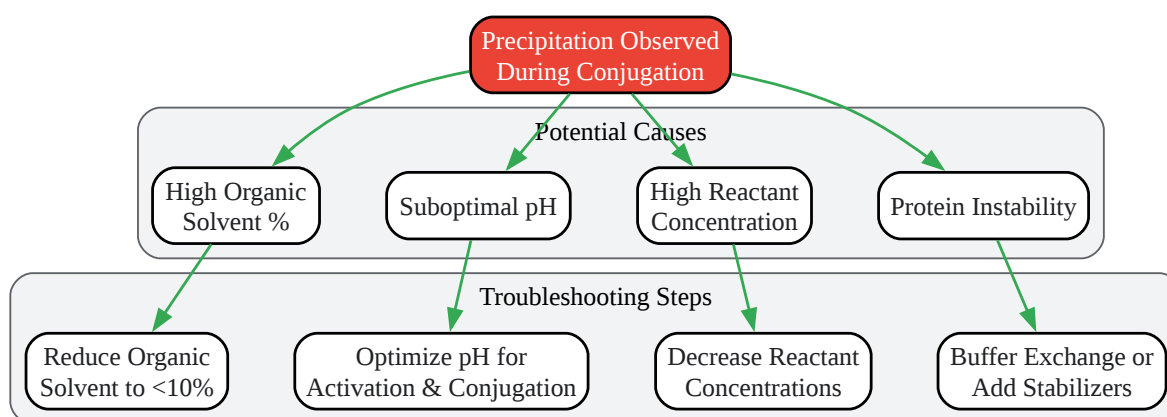 Precipitation Observed
During Conjugation
Potential Causes
High Organic
Solvent %
Suboptimal pH
High Reactant
Concentration
Protein Instability
Troubleshooting Steps
Reduce Organic
Solvent to <10%
Optimize pH for
Activation & Conjugation
Decrease Reactant
Concentrations
Buffer Exchange or
Add Stabilizers